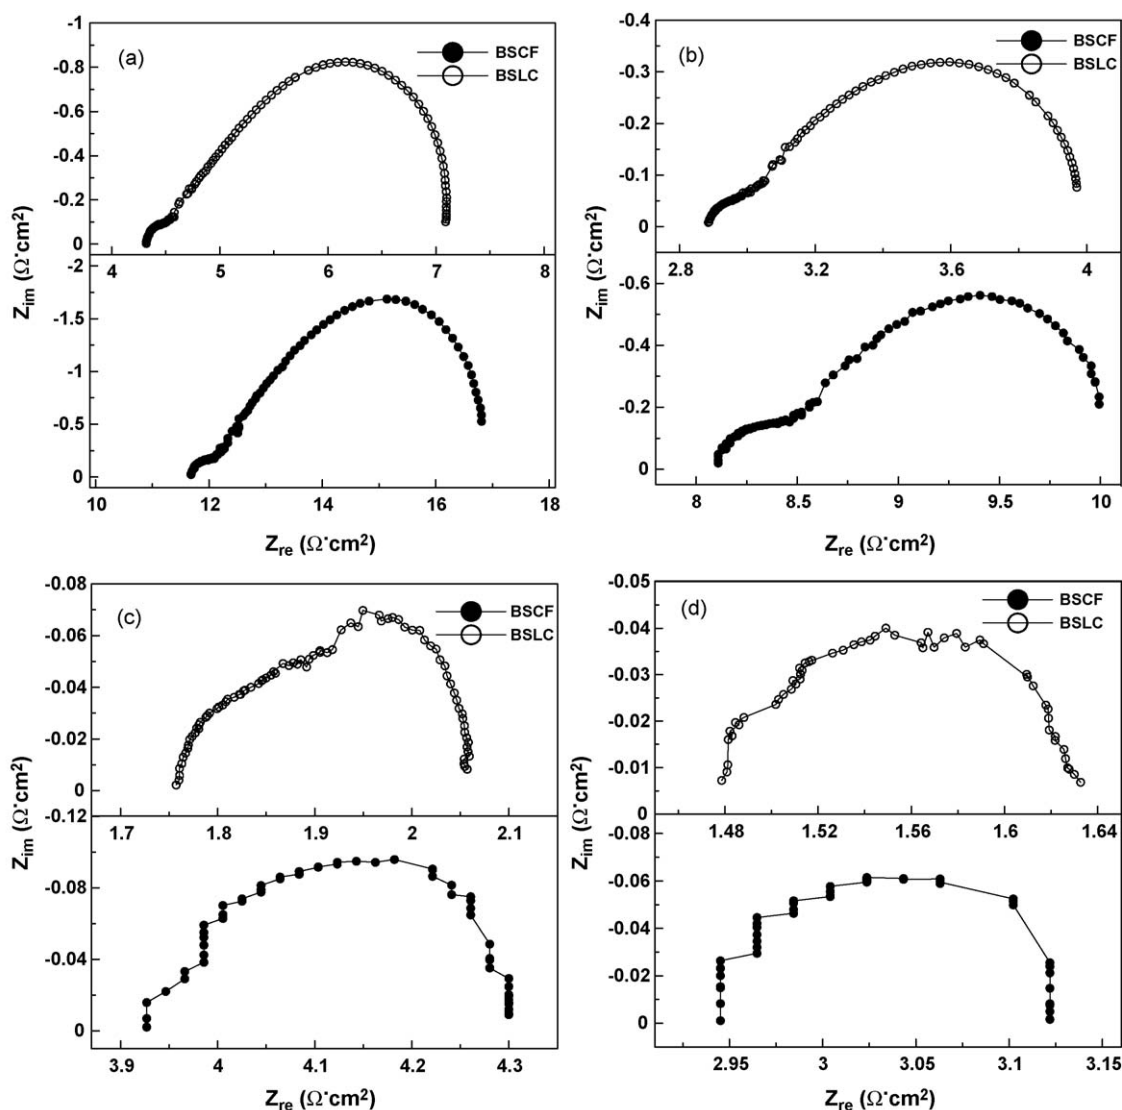 (a)
BSCF
BSLC
-1
-0.8
-0.6
-0.4
-0.2
0
4 5 6 7 8
-2
-1.5
-1
-0.5
0
10 12 14 16 18
Zim (Ω·cm2)
Zre (Ω·cm2)
(b)
BSCF
BSLC
-0.4
-0.3
-0.2
-0.1
0
2.8 3.2 3.6 4
-0.6
-0.4
-0.2
0
8 8.5 9 9.5 10
Zim (Ω·cm2)
Zre (Ω·cm2)
(c)
BSCF
BSLC
-0.08
-0.06
-0.04
-0.02
0
1.7 1.8 1.9 2 2.1
-0.12
-0.08
-0.04
0
3.9 4 4.1 4.2 4.3
Zim (Ω·cm2)
Zre (Ω·cm2)
(d)
BSCF
BSLC
-0.05
-0.04
-0.03
-0.02
-0.01
0
1.48 1.52 1.56 1.6 1.64
-0.08
-0.06
-0.04
-0.02
0
2.95 3 3.05 3.1 3.15
Zim (Ω·cm2)
Zre (Ω·cm2)